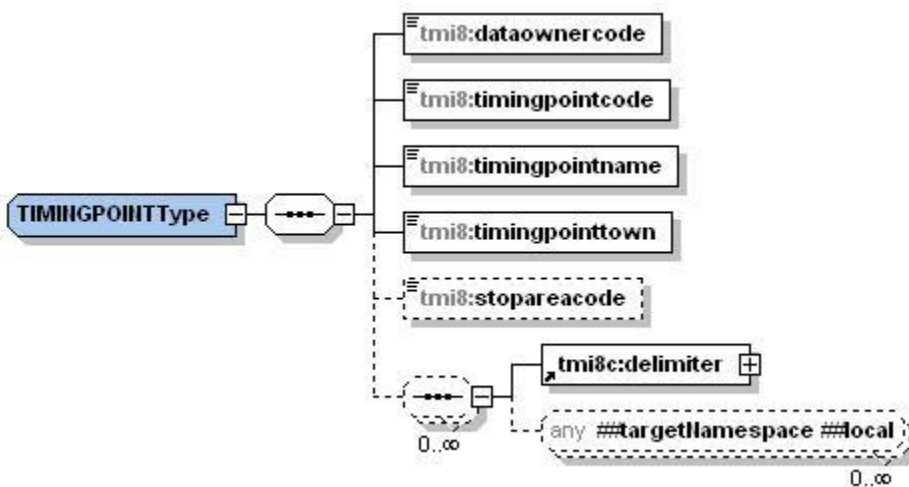 tmi8:dataownercode
tmi8:timingpointcode
tmi8:timingpointname
TIMINGPOINTType
tmi8:timingpointtown
tmi8:stopareacode
tmi8c:delimiter
0..∞
any ##targetNamespace ##local
0..∞